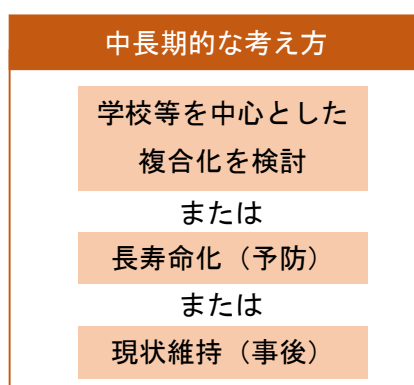 中長期的な考え方
学校等を中心とした
複合化を検討
または
長寿命化（予防）
または
現状維持（事後）